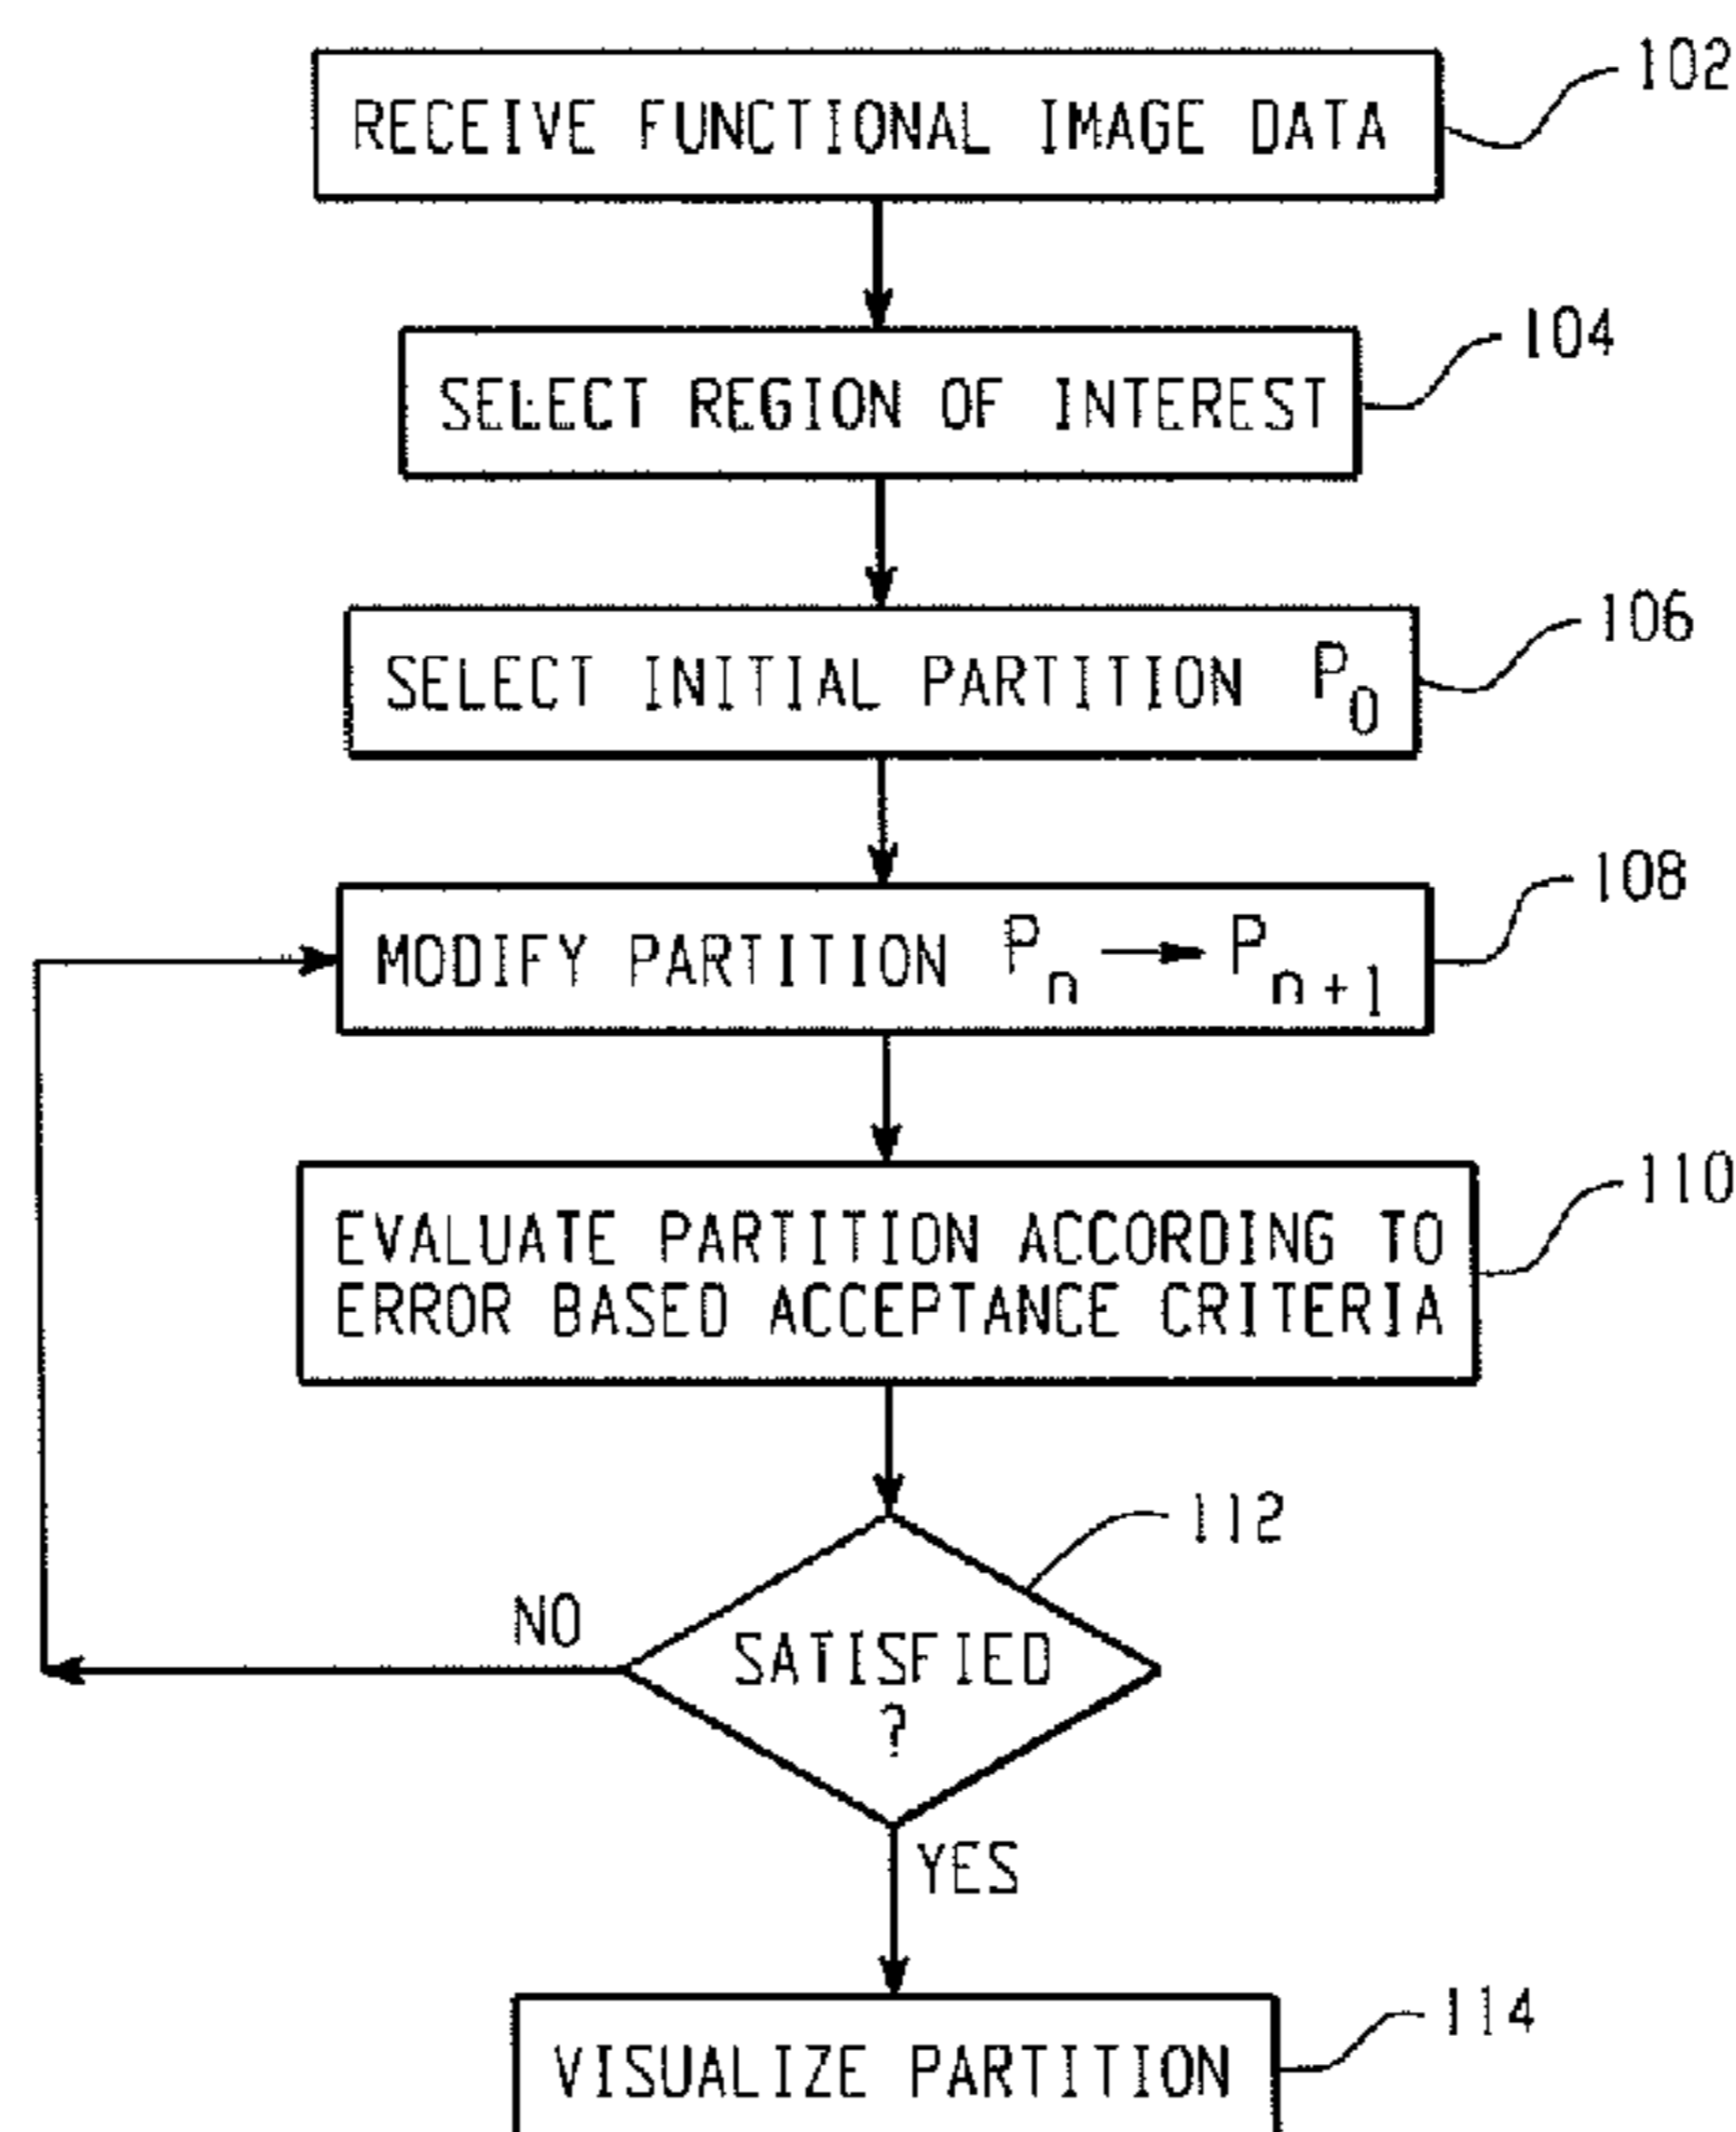 RECEIVE FUNCTIONAL IMAGE DATA
102
SELECT REGION OF INTEREST
104
SELECT INITIAL PARTITION P0
106
MODIFY PARTITION Pn → Pn+1
108
EVALUATE PARTITION ACCORDING TO
ERROR BASED ACCEPTANCE CRITERIA
110
112
NO
SATISFIED
?
YES
VISUALIZE PARTITION
114